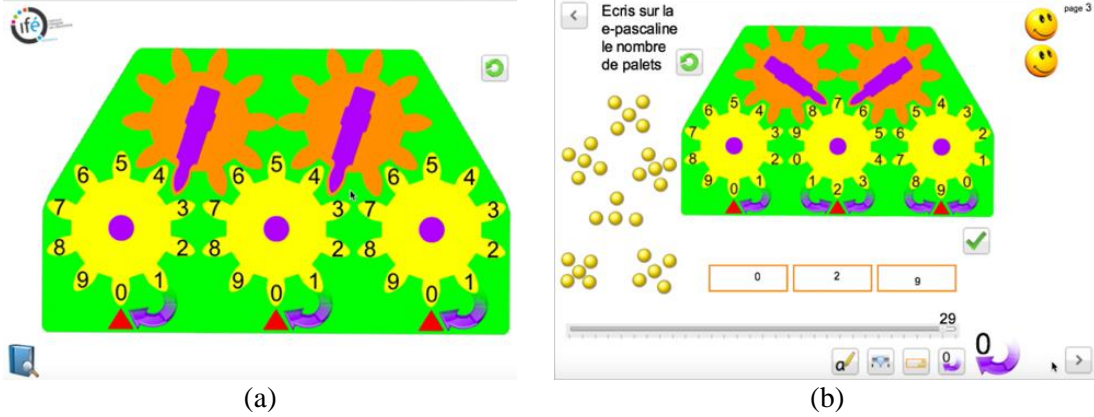 ifé
5 5 5
6 4 6 4 6 4
7 3 7 3 7 3
8 2 8 2 8 2
9 1 9 1 9 1
0 0 0
(a)
Ecris sur la
e-pascaline
le nombre
de palets
page 3
5 7 4
6 4 8 6 5 3
7 3 9 5 6 2
8 2 0 4 7 1
9 1 1 3 8 0
0 2 9
0 2 9
29
a 0 0
(b)